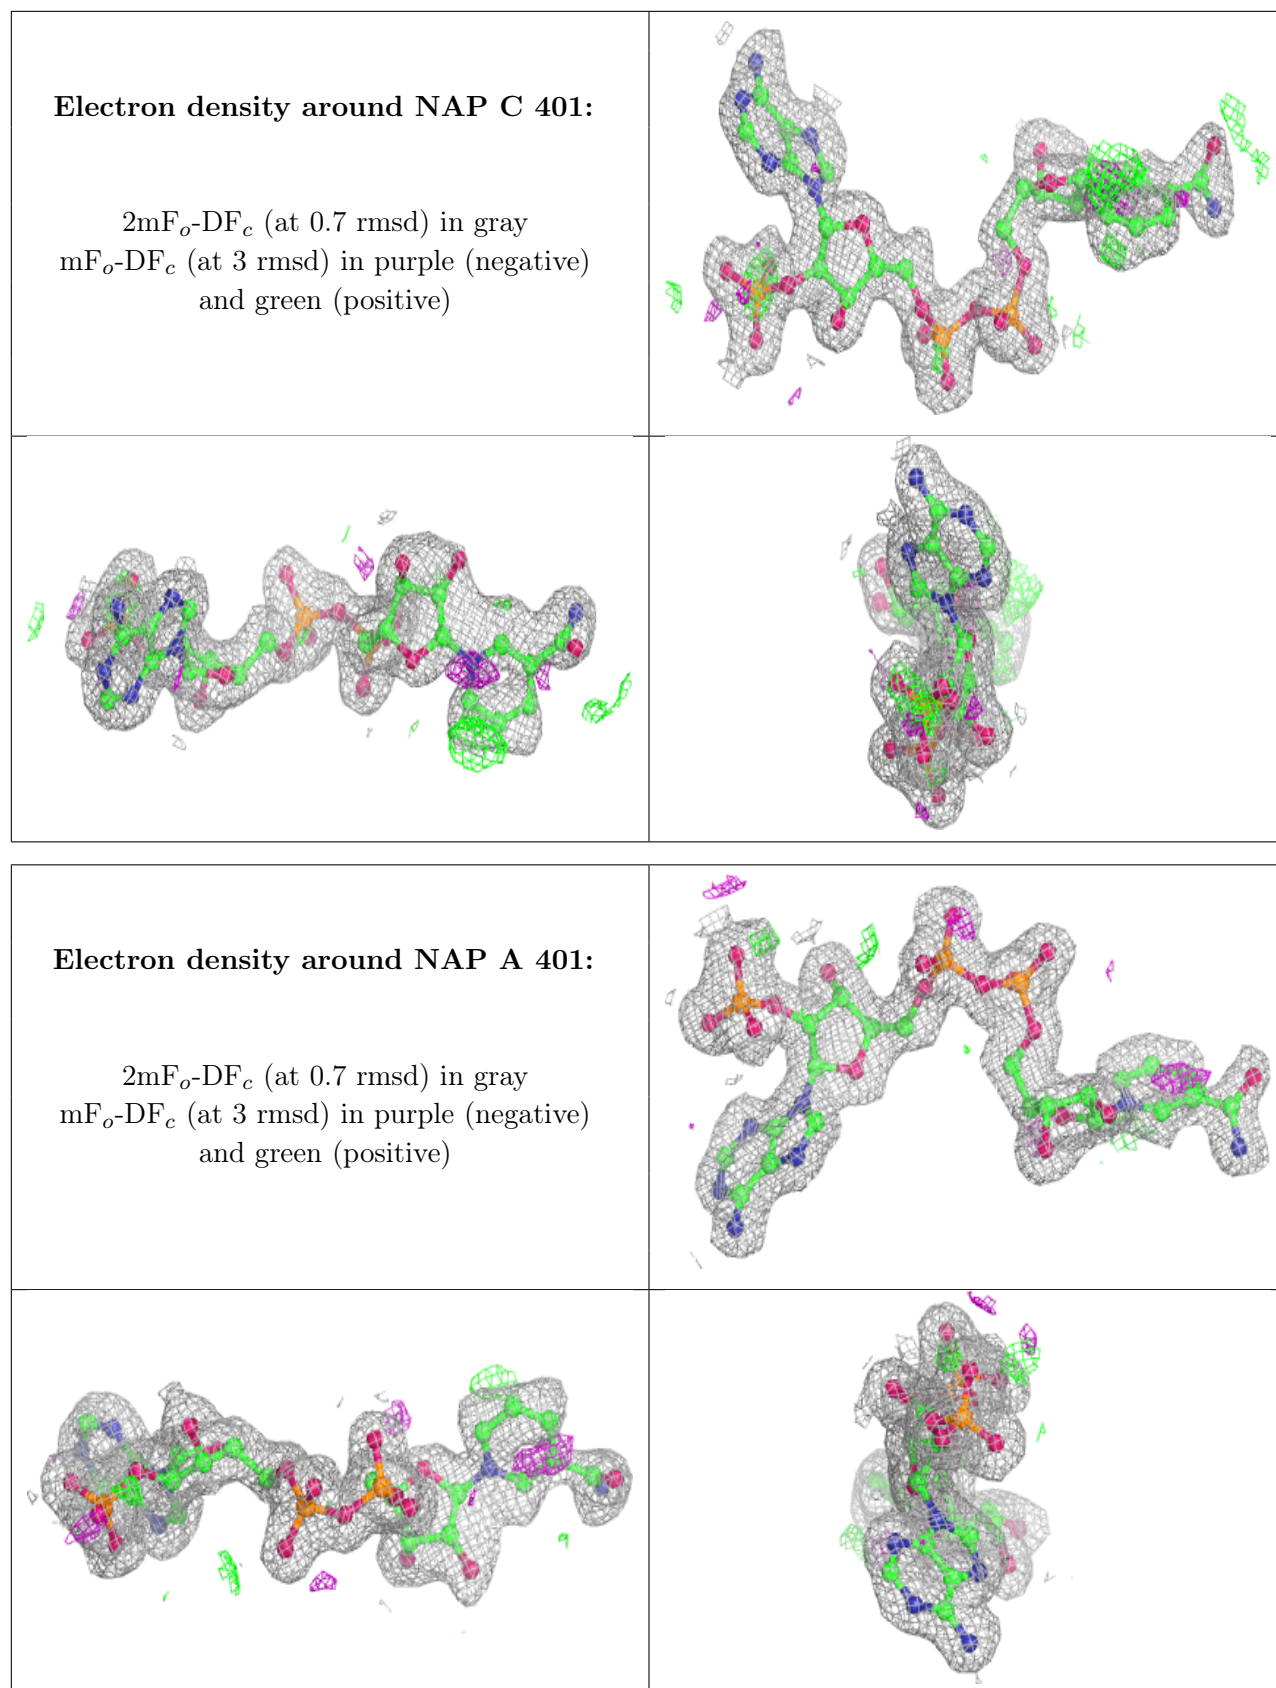 Electron density around NAP C 401:
2mFₒ-DF𝒸 (at 0.7 rmsd) in gray
mFₒ-DF𝒸 (at 3 rmsd) in purple (negative)
and green (positive)
Electron density around NAP A 401:
2mFₒ-DF𝒸 (at 0.7 rmsd) in gray
mFₒ-DF𝒸 (at 3 rmsd) in purple (negative)
and green (positive)